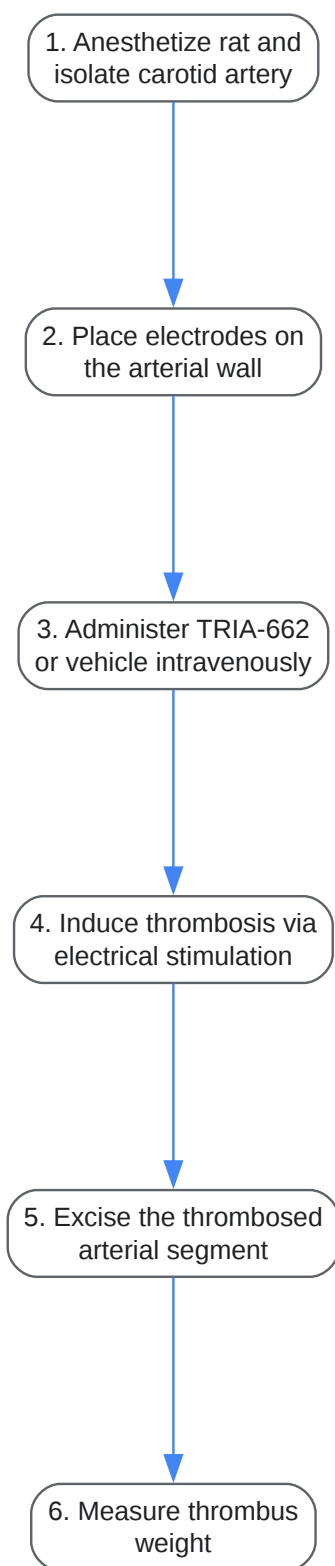 1. Anesthetize rat and
isolate carotid artery
2. Place electrodes on
the arterial wall
3. Administer TRIA-662
or vehicle intravenously
4. Induce thrombosis via
electrical stimulation
5. Excise the thrombosed
arterial segment
6. Measure thrombus
weight